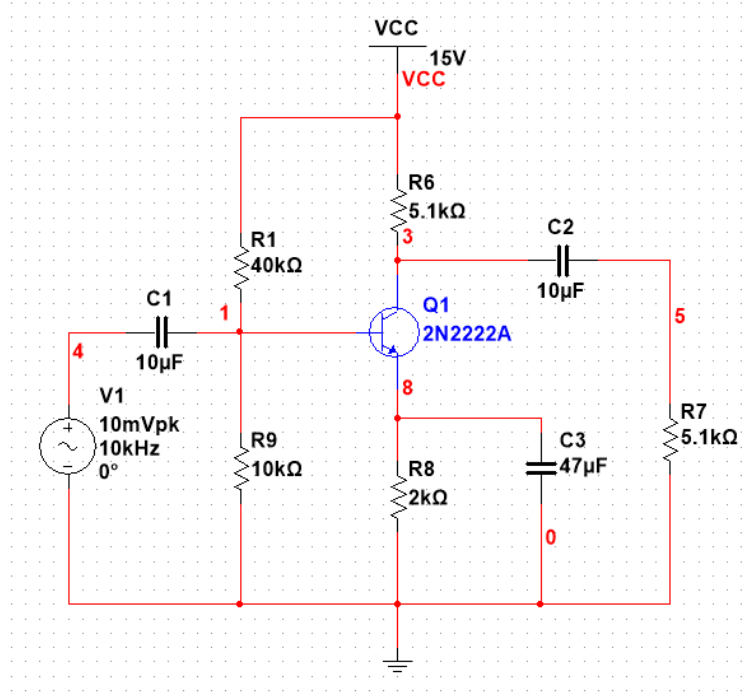 VCC
15V
VCC
R6
5.1kΩ
3
C2
10µF
R1
40kΩ
C1
10µF
1
4
Q1
2N2222A
5
8
V1
10mVpk
10kHz
0°
R9
10kΩ
R8
2kΩ
C3
47µF
R7
5.1kΩ
0